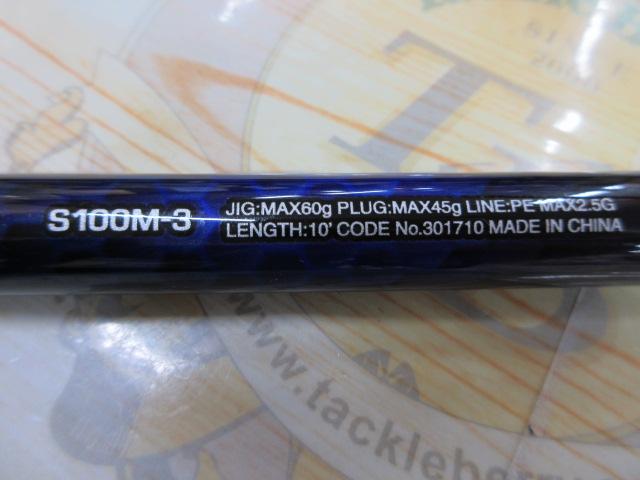 S100M-3
JIG:MAX60g PLUG:MAX45g LINE:PE MAX2.5G
LENGTH:10' CODE No.301710 MADE IN CHINA
www.tackleber